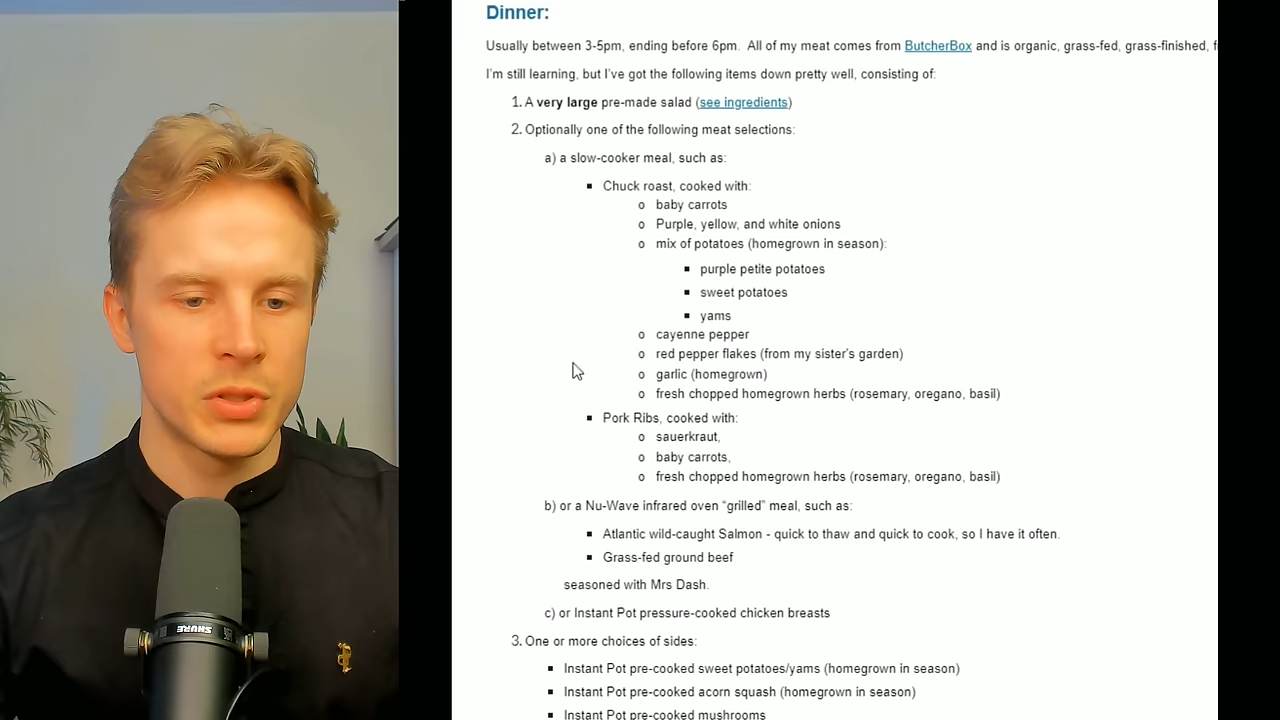 Dinner:
Usually between 3-5pm, ending before 6pm. All of my meat comes from ButcherBox and is organic, grass-fed, grass-finished,
I'm still learning, but I've got the following items down pretty well, consisting of:
1. A very large pre-made salad (see ingredients)
2. Optionally one of the following meat selections:
a) a slow-cooker meal, such as:
▪ Chuck roast, cooked with:
o baby carrots
o Purple, yellow, and white onions
o mix of potatoes (homegrown in season):
▪ purple petite potatoes
▪ sweet potatoes
▪ yams
o cayenne pepper
o red pepper flakes (from my sister's garden)
o garlic (homegrown)
o fresh chopped homegrown herbs (rosemary, oregano, basil)
▪ Pork Ribs, cooked with:
o sauerkraut,
o baby carrots,
o fresh chopped homegrown herbs (rosemary, oregano, basil)
b) or a Nu-Wave infrared oven “grilled” meal, such as:
▪ Atlantic wild-caught Salmon - quick to thaw and quick to cook, so I have it often.
▪ Grass-fed ground beef
seasoned with Mrs Dash.
c) or Instant Pot pressure-cooked chicken breasts
3. One or more choices of sides:
▪ Instant Pot pre-cooked sweet potatoes/yams (homegrown in season)
▪ Instant Pot pre-cooked acorn squash (homegrown in season)
▪ Instant Pot pre-cooked mushrooms
SHURE